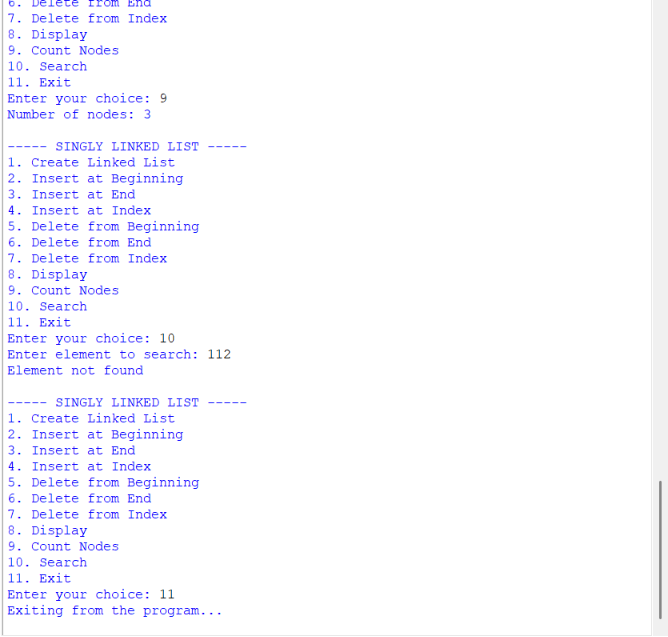 6. Delete from End
7. Delete from Index
8. Display
9. Count Nodes
10. Search
11. Exit
Enter your choice: 9
Number of nodes: 3

----- SINGLY LINKED LIST -----
1. Create Linked List
2. Insert at Beginning
3. Insert at End
4. Insert at Index
5. Delete from Beginning
6. Delete from End
7. Delete from Index
8. Display
9. Count Nodes
10. Search
11. Exit
Enter your choice: 10
Enter element to search: 112
Element not found

----- SINGLY LINKED LIST -----
1. Create Linked List
2. Insert at Beginning
3. Insert at End
4. Insert at Index
5. Delete from Beginning
6. Delete from End
7. Delete from Index
8. Display
9. Count Nodes
10. Search
11. Exit
Enter your choice: 11
Exiting from the program...